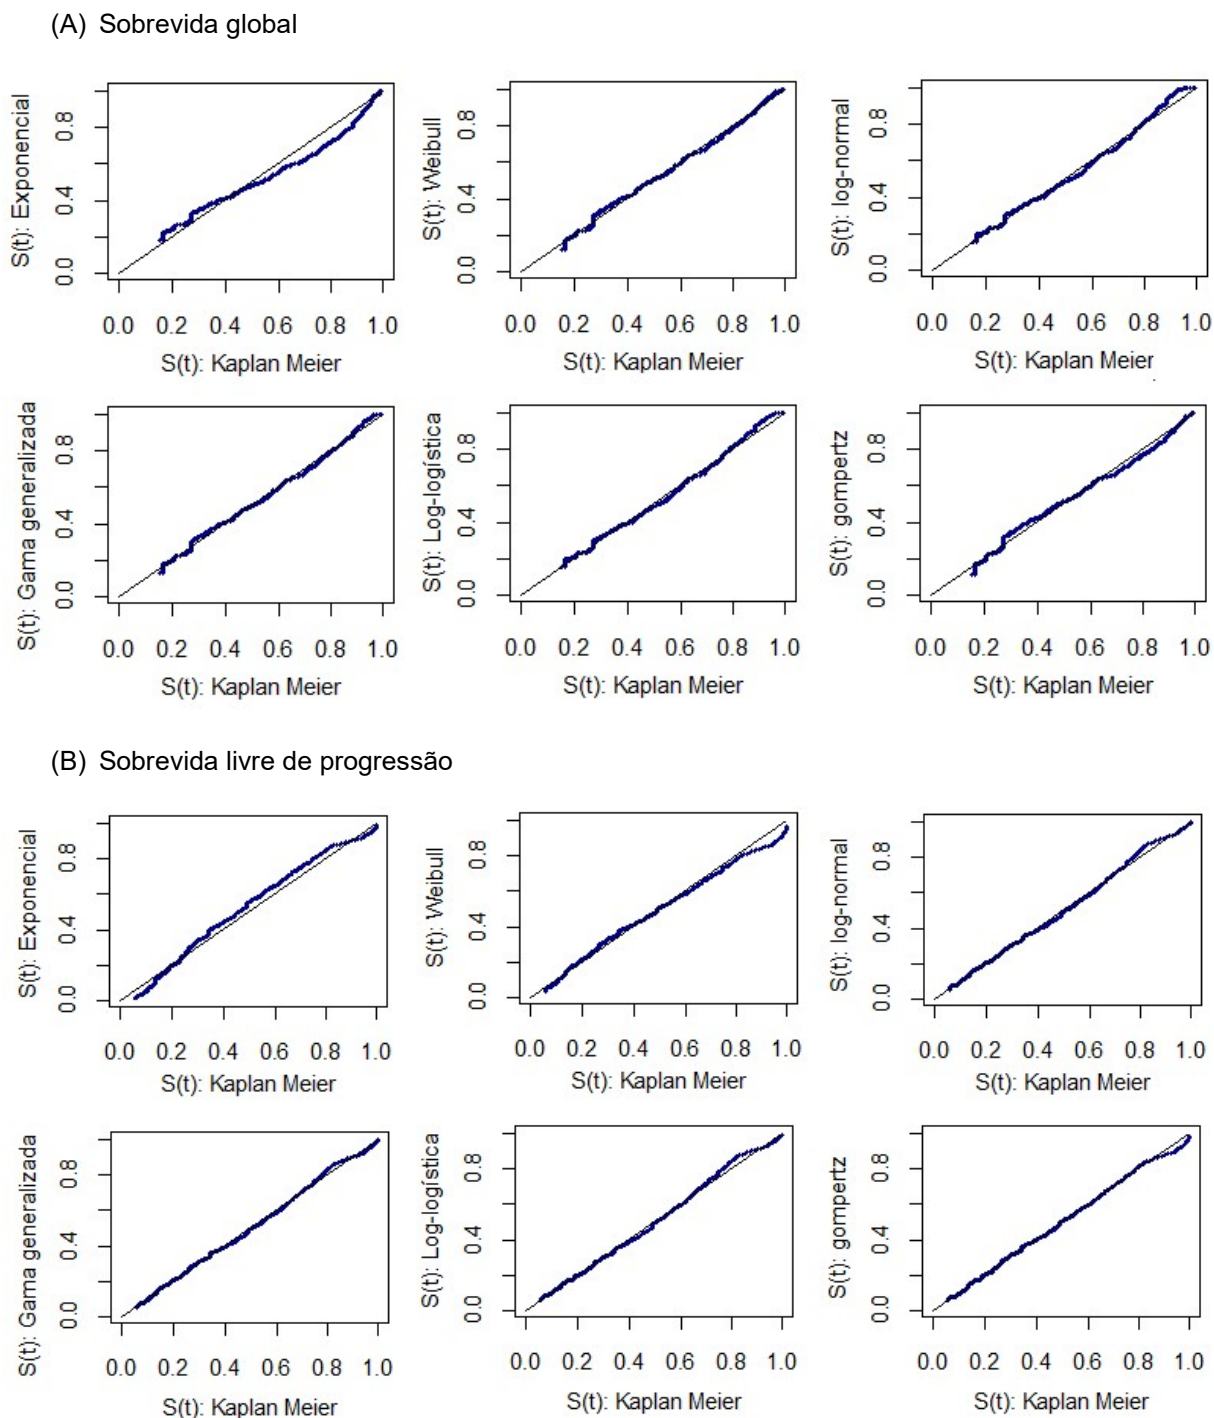 (A) Sobrevida global
S(t): Exponencial
0.0 0.4 0.8
0.0 0.2 0.4 0.6 0.8 1.0
S(t): Kaplan Meier
S(t): Weibull
0.0 0.4 0.8
0.0 0.2 0.4 0.6 0.8 1.0
S(t): Kaplan Meier
S(t): log-normal
0.0 0.4 0.8
0.0 0.2 0.4 0.6 0.8 1.0
S(t): Kaplan Meier
S(t): Gama generalizada
0.0 0.4 0.8
0.0 0.2 0.4 0.6 0.8 1.0
S(t): Kaplan Meier
S(t): Log-logística
0.0 0.4 0.8
0.0 0.2 0.4 0.6 0.8 1.0
S(t): Kaplan Meier
S(t): gompertz
0.0 0.4 0.8
0.0 0.2 0.4 0.6 0.8 1.0
S(t): Kaplan Meier
(B) Sobrevida livre de progressão
S(t): Exponencial
0.0 0.4 0.8
0.0 0.2 0.4 0.6 0.8 1.0
S(t): Kaplan Meier
S(t): Weibull
0.0 0.4 0.8
0.0 0.2 0.4 0.6 0.8 1.0
S(t): Kaplan Meier
S(t): log-normal
0.0 0.4 0.8
0.0 0.2 0.4 0.6 0.8 1.0
S(t): Kaplan Meier
S(t): Gama generalizada
0.0 0.4 0.8
0.0 0.2 0.4 0.6 0.8 1.0
S(t): Kaplan Meier
S(t): Log-logística
0.0 0.4 0.8
0.0 0.2 0.4 0.6 0.8 1.0
S(t): Kaplan Meier
S(t): gompertz
0.0 0.4 0.8
0.0 0.2 0.4 0.6 0.8 1.0
S(t): Kaplan Meier